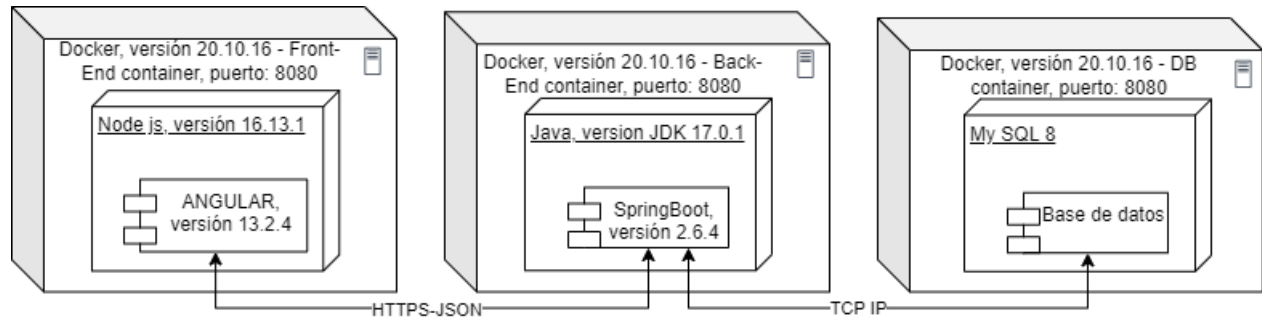 Docker, versión 20.10.16 - Front-
End container, puerto: 8080
Node js, versión 16.13.1
ANGULAR,
versión 13.2.4
Docker, versión 20.10.16 - Back-
End container, puerto: 8080
Java, version JDK 17.0.1
SpringBoot,
versión 2.6.4
Docker, versión 20.10.16 - DB
container, puerto: 8080
My SQL 8
Base de datos
HTTPS-JSON
TCP IP